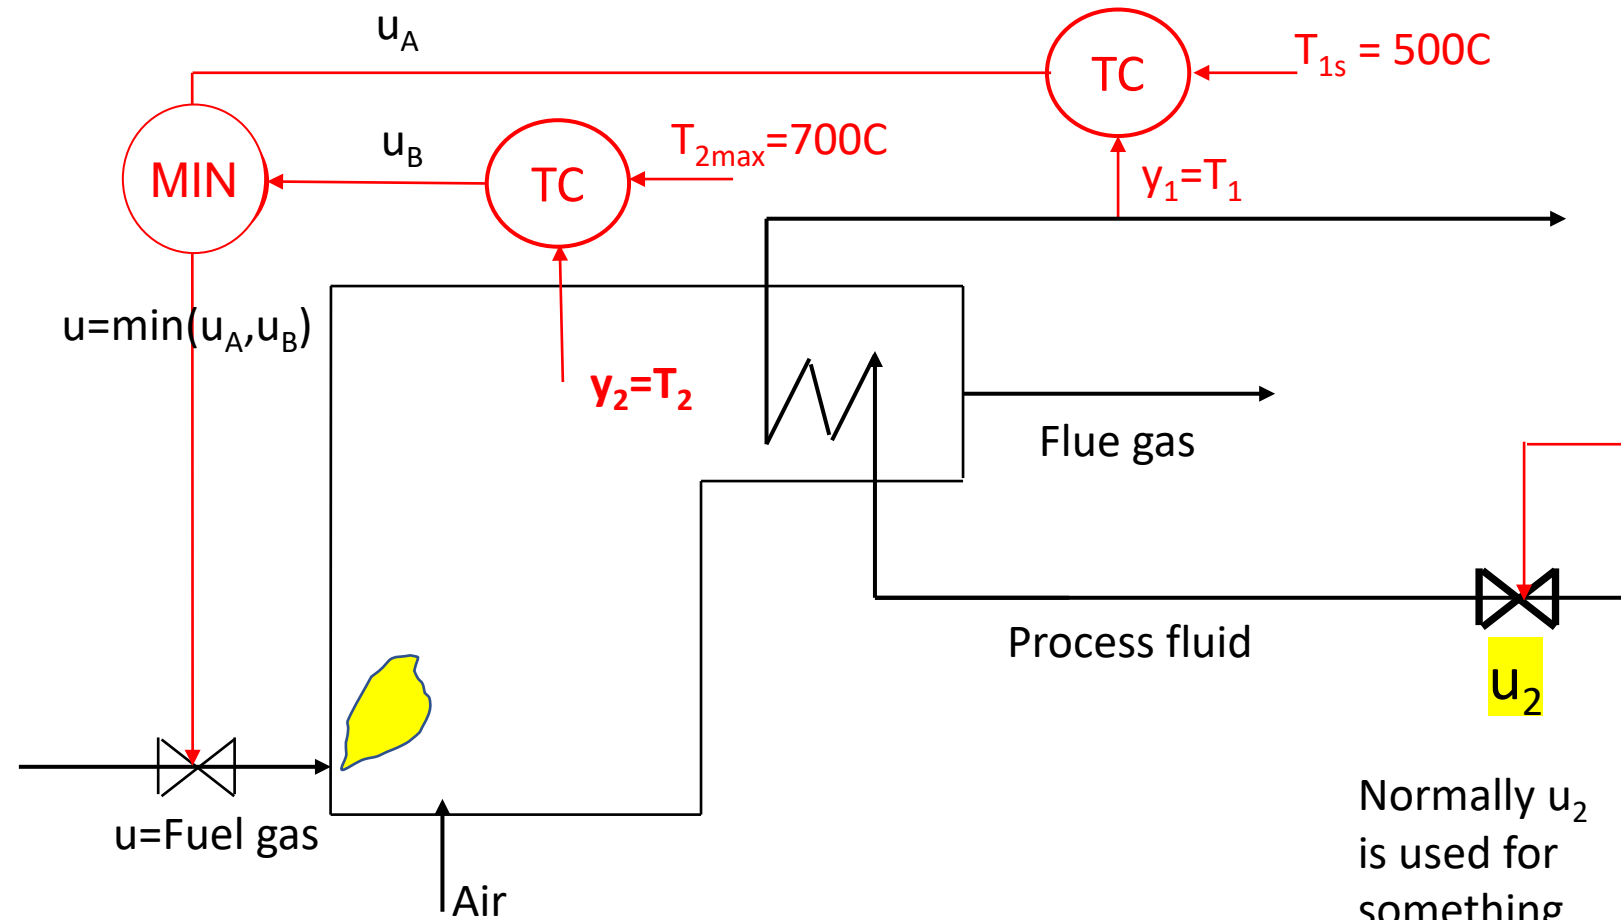 u_A
TC
T_1s = 500C
MIN
u_B
TC
T_2max=700C
y_1=T_1
u=min(u_A,u_B)
y_2=T_2
Flue gas
Process fluid
u_2
u=Fuel gas
Air
Normally u_2
is used for
something